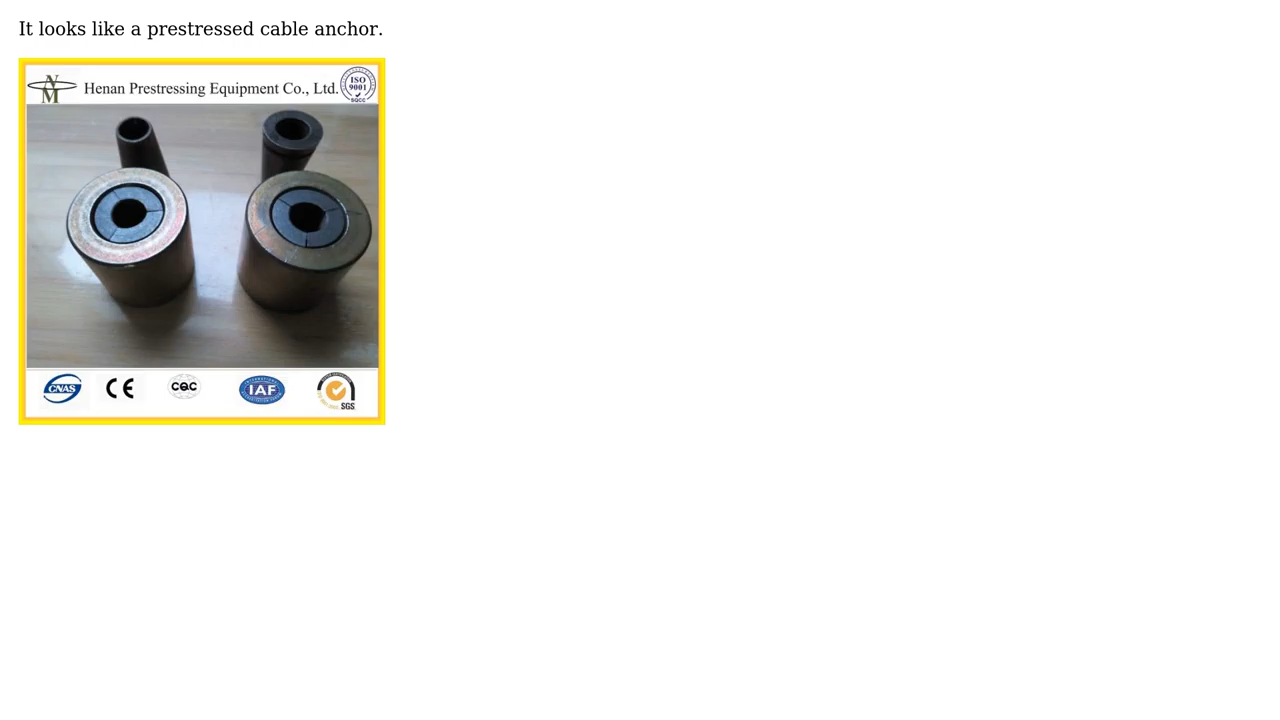 It looks like a prestressed cable anchor.
NM
Henan Prestressing Equipment Co., Ltd.
ISO
9001
SQCC
CNAS
CE
CQC
IAF
SGS